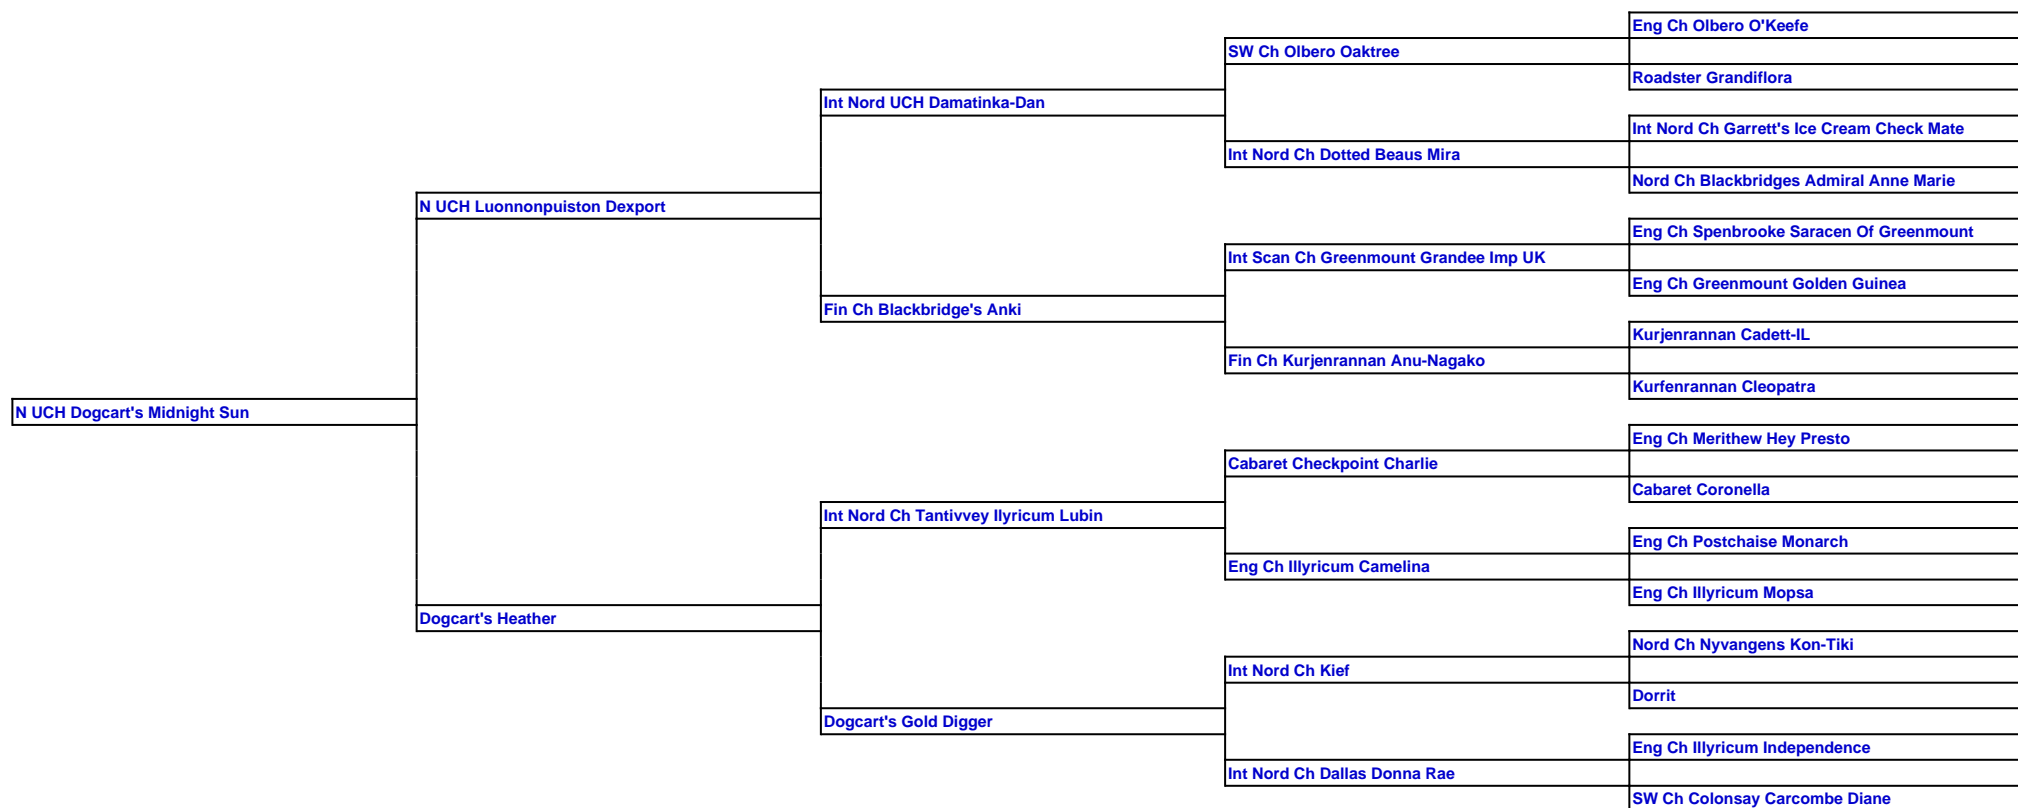 Eng Ch Olbero O'Keefe
SW Ch Olbero Oaktree
Roadster Grandiflora
Int Nord UCH Damatinka-Dan
Int Nord Ch Garrett's Ice Cream Check Mate
Int Nord Ch Dotted Beaus Mira
Nord Ch Blackbridges Admiral Anne Marie
N UCH Luonnonpuiston Dexport
Eng Ch Spenbrooke Saracen Of Greenmount
Int Scan Ch Greenmount Grandee Imp UK
Eng Ch Greenmount Golden Guinea
Fin Ch Blackbridge's Anki
Kurjenrannan Cadett-IL
Fin Ch Kurjenrannan Anu-Nagako
Kurfenrannan Cleopatra
N UCH Dogcart's Midnight Sun
Eng Ch Merithew Hey Presto
Cabaret Checkpoint Charlie
Cabaret Coronella
Int Nord Ch Tantivvey Ilyricum Lubin
Eng Ch Postchaise Monarch
Eng Ch Illyricum Camelina
Eng Ch Illyricum Mopsa
Dogcart's Heather
Nord Ch Nyvangens Kon-Tiki
Int Nord Ch Kief
Dorrit
Dogcart's Gold Digger
Eng Ch Illyricum Independence
Int Nord Ch Dallas Donna Rae
SW Ch Colonsay Carcombe Diane